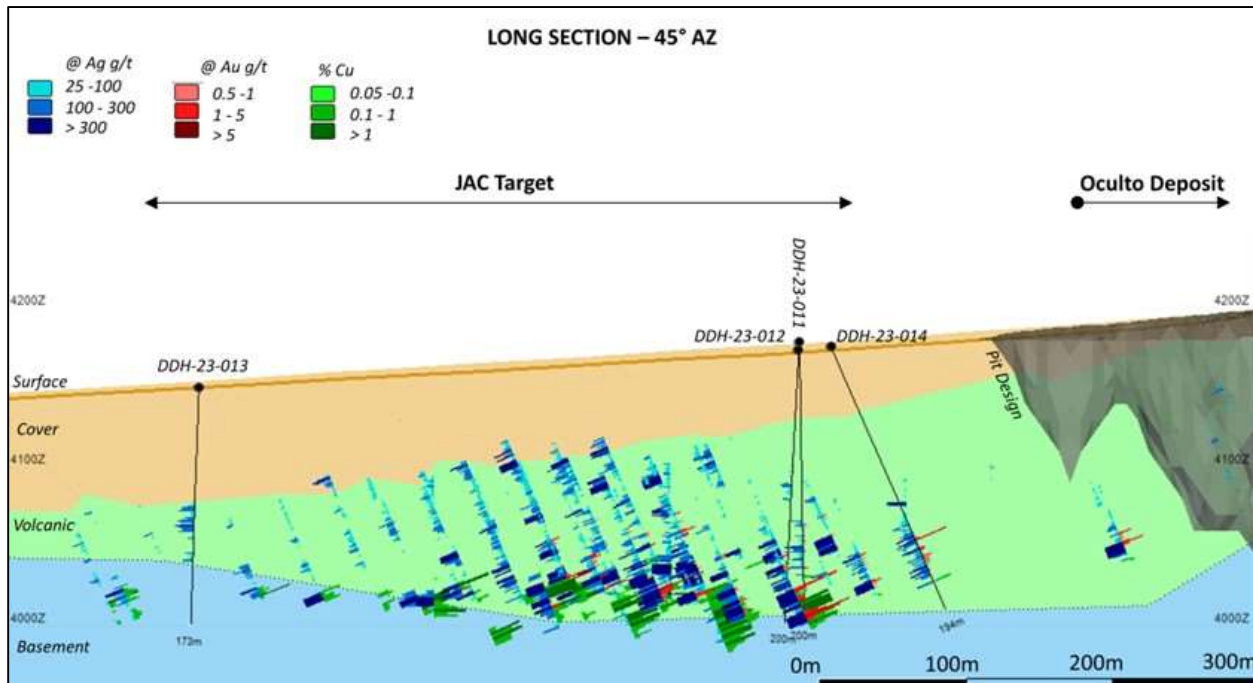 LONG SECTION – 45° AZ
@ Ag g/t
25 -100
100 - 300
> 300
@ Au g/t
0.5 -1
1 - 5
> 5
% Cu
0.05 -0.1
0.1 - 1
> 1
JAC Target
Oculto Deposit
DDH-23-011
4200Z
4200Z
DDH-23-012
DDH-23-014
DDH-23-013
Surface
Pit Design
Cover
4100Z
4100Z
Volcanic
4000Z
4000Z
173m
200m
200m
194m
Basement
0m
100m
200m
300m